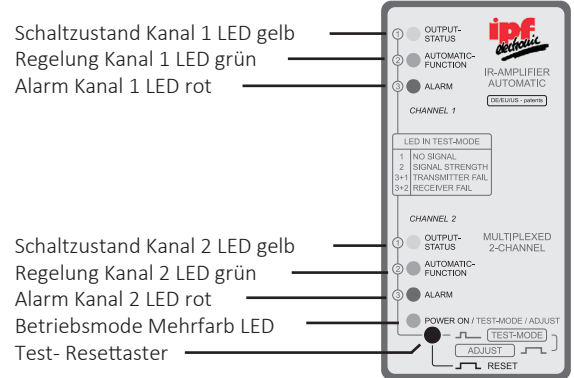 Schaltzustand Kanal 1 LED gelb
Regelung Kanal 1 LED grün
Alarm Kanal 1 LED rot
1 OUTPUT-
STATUS
2 AUTOMATIC-
FUNCTION
3 ALARM
CHANNEL 1
ipf
electronic
IR-AMPLIFIER
AUTOMATIC
DE/EU/US - patents
LED IN TEST-MODE
1 NO SIGNAL
2 SIGNAL STRENGTH
3+1 TRANSMITTER FAIL
3+2 RECEIVER FAIL
CHANNEL 2
Schaltzustand Kanal 2 LED gelb
Regelung Kanal 2 LED grün
Alarm Kanal 2 LED rot
Betriebsmode Mehrfarb LED
Test- Resettaster
1 OUTPUT-
STATUS
2 AUTOMATIC-
FUNCTION
3 ALARM
MULTIPLEXED
2-CHANNEL
POWER ON / TEST-MODE / ADJUST
TEST-MODE
ADJUST
RESET